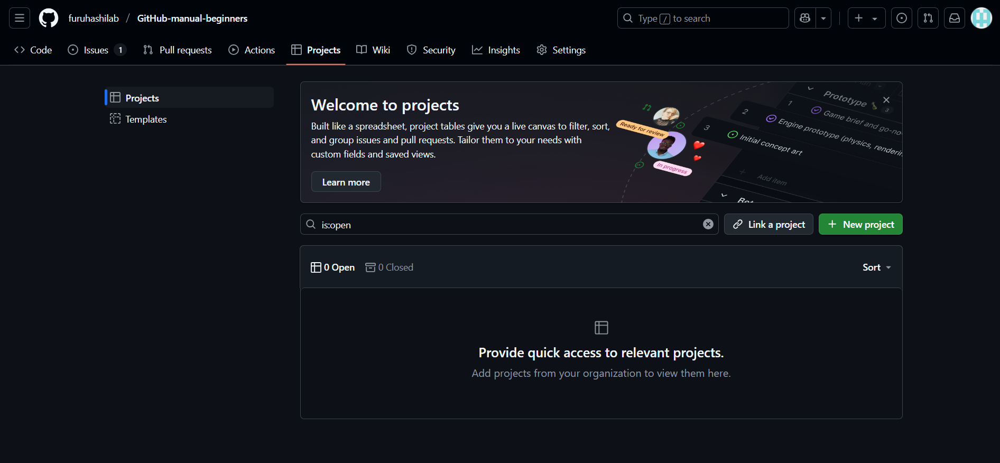 furuhashilab / GitHub-manual-beginners
Type / to search
Code
Issues 1
Pull requests
Actions
Projects
Wiki
Security
Insights
Settings
Projects
Templates
Welcome to projects
Built like a spreadsheet, project tables give you a live canvas to filter, sort,
and group issues and pull requests. Tailor them to your needs with
custom fields and saved views.
Learn more
Ready for review
In progress
Prototype 3
1 Game brief and go-no
2 Engine prototype (physics, renderin
3 Initial concept art
Add item
is:open
Link a project
New project
0 Open
0 Closed
Sort
Provide quick access to relevant projects.
Add projects from your organization to view them here.